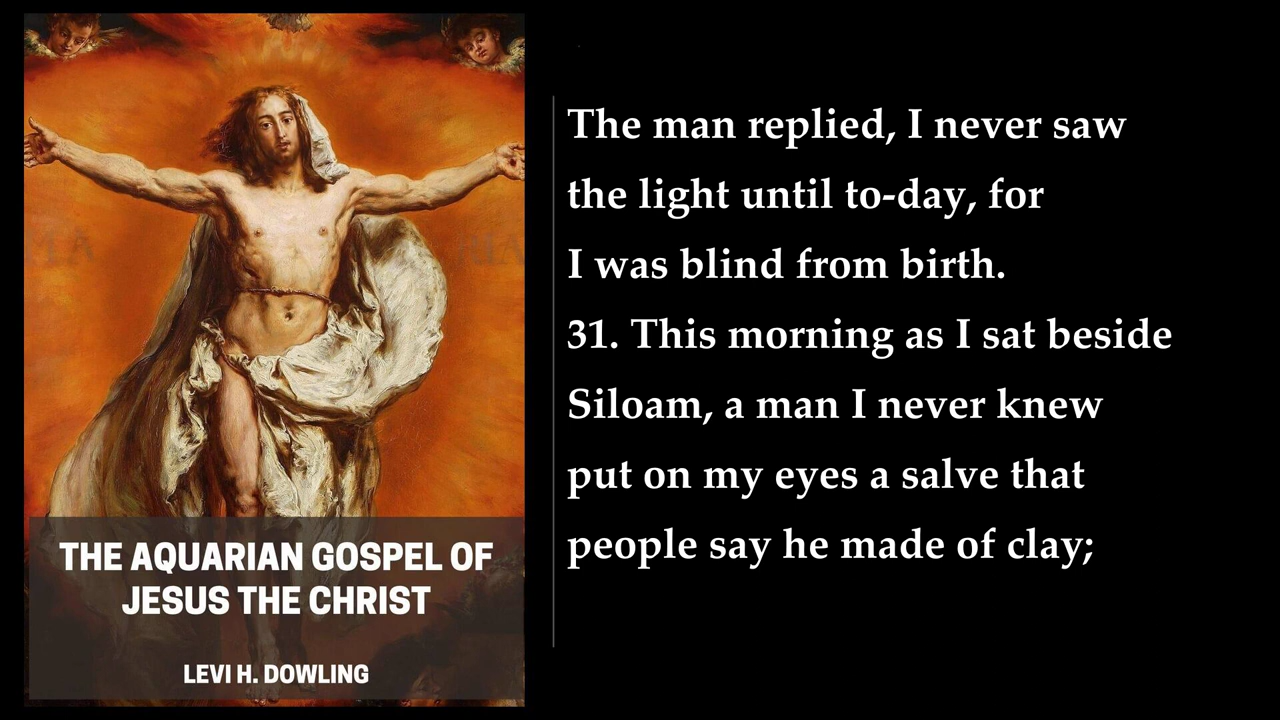 THE AQUARIAN GOSPEL OF
JESUS THE CHRIST
LEVI H. DOWLING
The man replied, I never saw
the light until to-day, for
I was blind from birth.
31. This morning as I sat beside
Siloam, a man I never knew
put on my eyes a salve that
people say he made of clay;